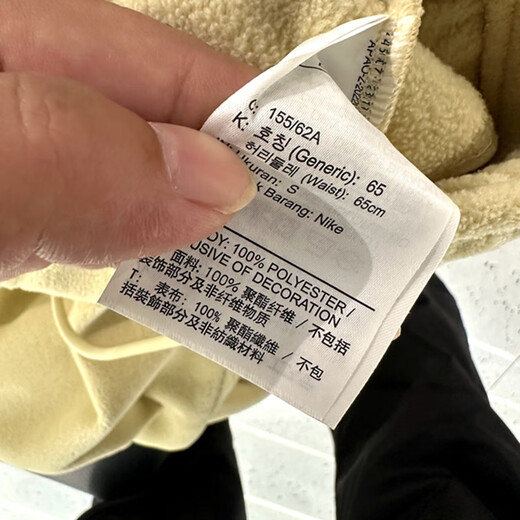 C: 155/62A
K: 호칭 (Generic): 65
허리둘레 (Waist): 65cm
Ukuran: S
k Barang: Nike
DY: 100% POLYESTER /
USIVE OF DECORATION
面料: 100% 聚酯纤维 / 不包括
装饰部分及非纤维物质
T: 表布: 100% 聚酯纖維 / 不包
括裝飾部分及非紡織材料